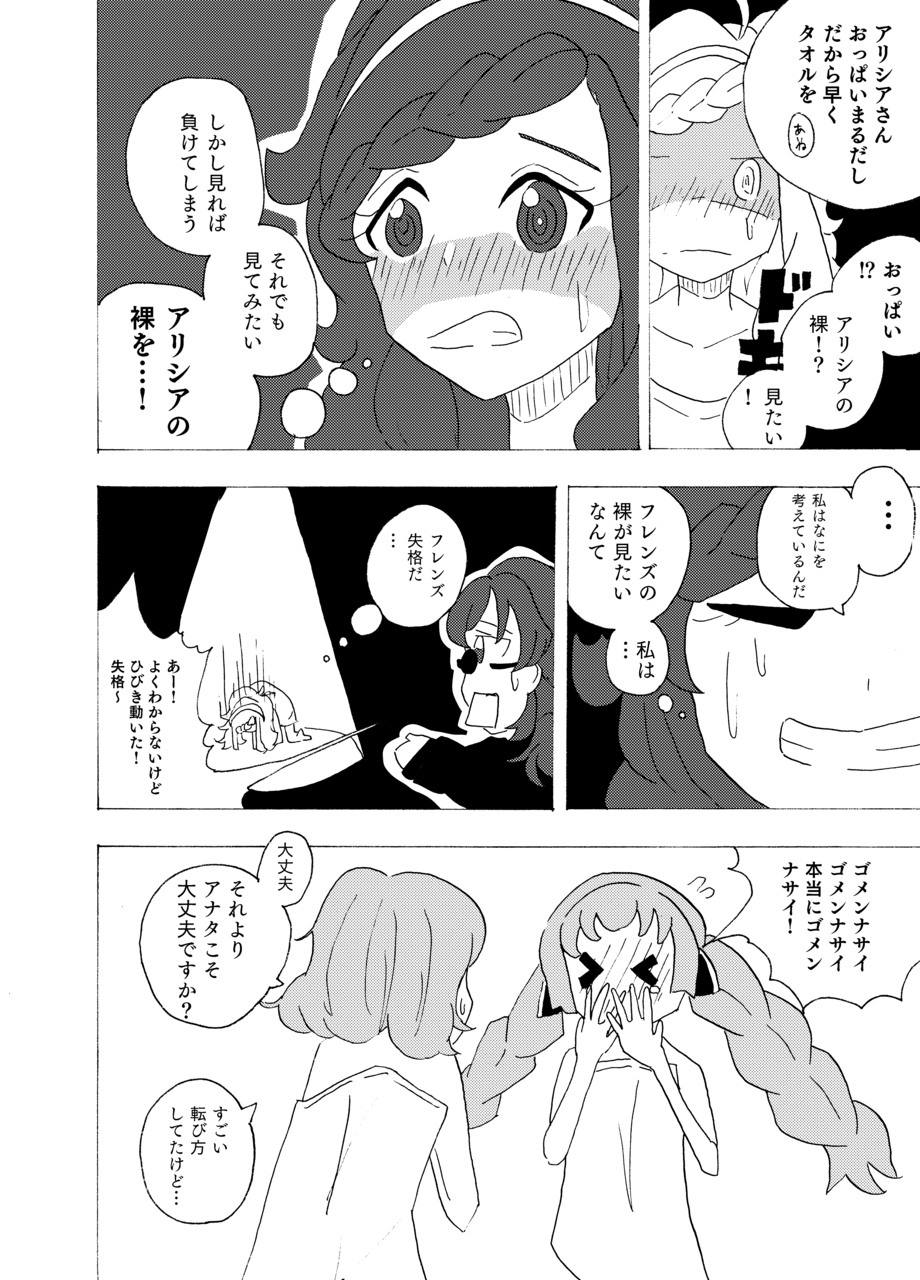 アリシアさん
おっぱいまるだし
だから早く
タオルを
あわ
おっぱい
!?
アリシアの
裸!?
見たい
!
ドキ
しかし見れば
負けてしまう
それでも
見てみたい
アリシアの
裸を…!
…
私はなにを
考えているんだ
フレンズの
裸が見たい
なんて
私は
…
フレンズ
失格だ
…
あー!
よくわからないけど
ひびき動いた!
失格～
ゴメンナサイ
ゴメンナサイ
本当にゴメン
ナサイ!
大丈夫
それより
アナタこそ
大丈夫ですか?
すごい
転び方
してたけど…